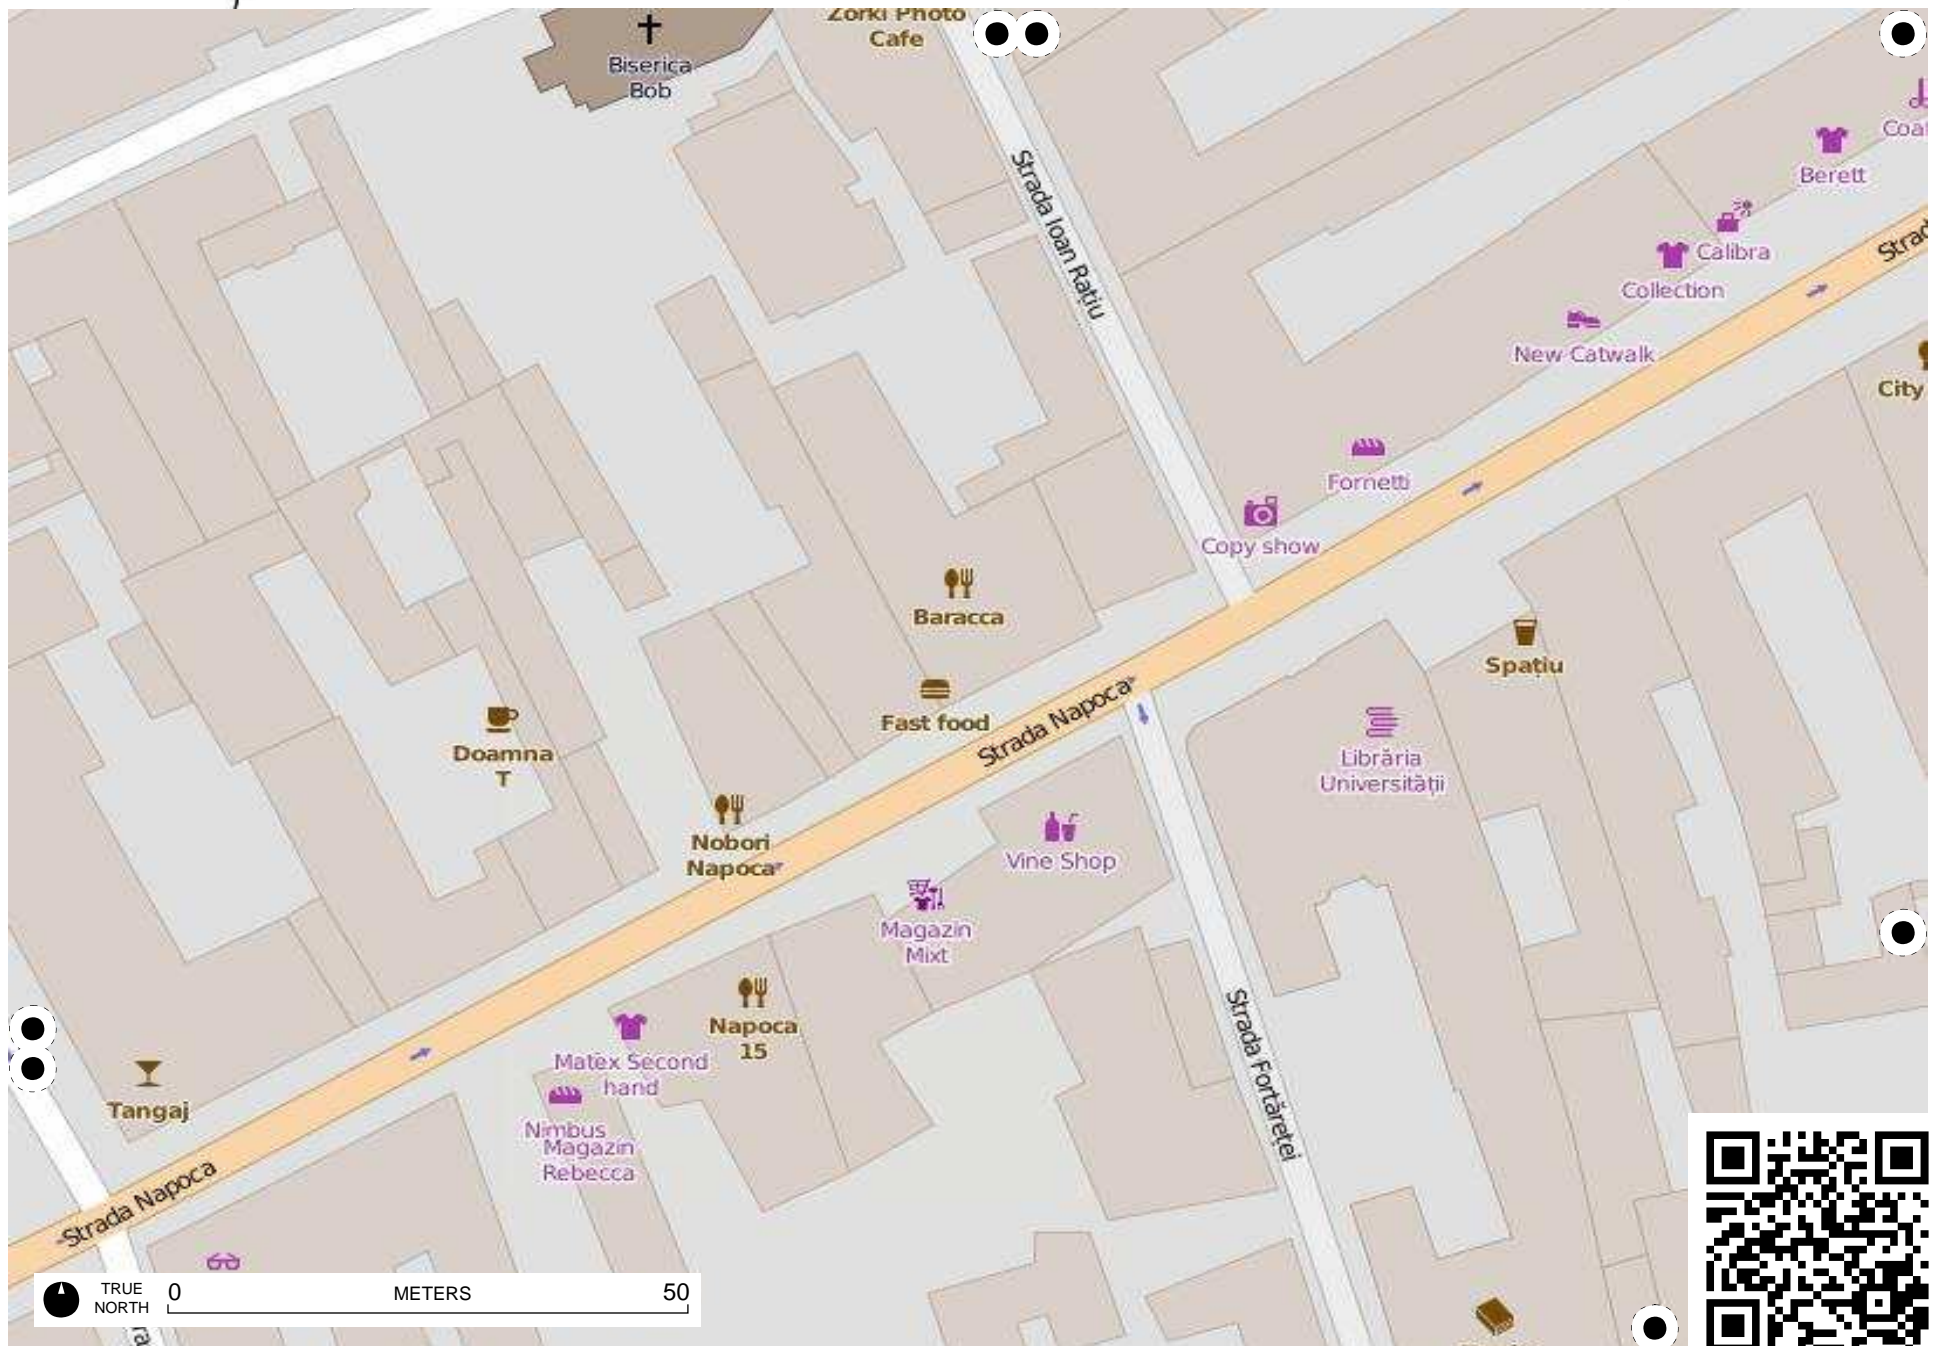 Zorki Photo
Cafe
Biserica
Bob
Strada Ioan Rațiu
Berett
Calibra
Collection
New Catwalk
City
Fornetti
Copy show
Baracca
Spațiu
Fast food
Strada Napoca
Doamna
T
Librăria
Universității
Nobori
Napoca
Vine Shop
Magazin
Mixt
Napoca
15
Matex Second
hand
Strada Fortăreței
Tangaj
Nimbus
Magazin
Rebecca
Strada Napoca
TRUE
NORTH
0 METERS 50